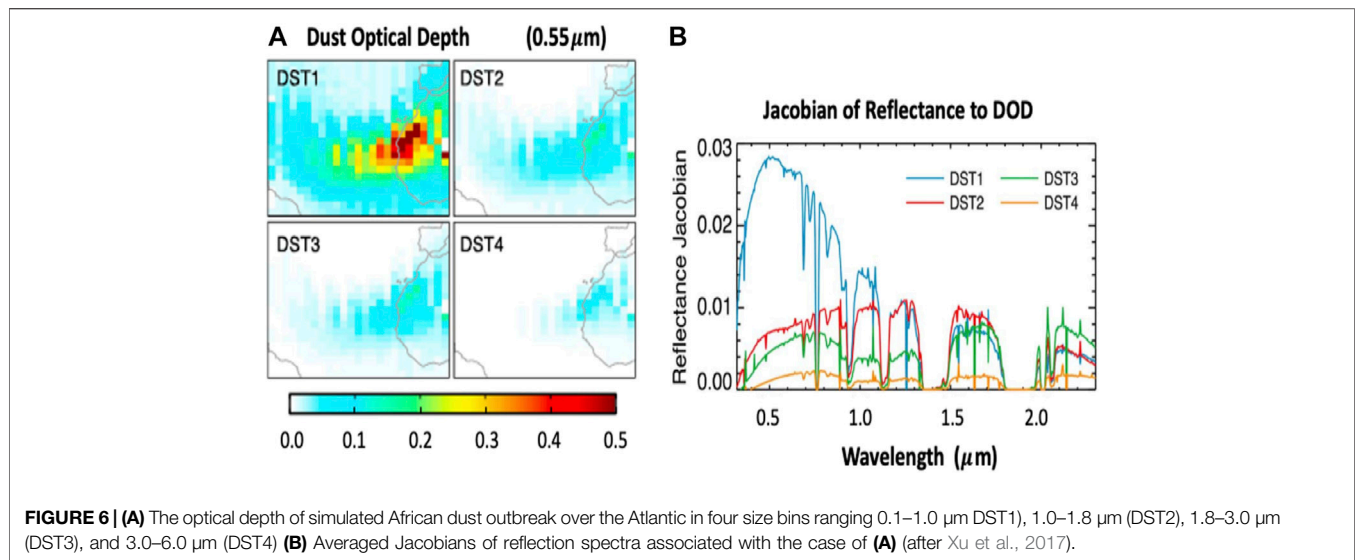 A Dust Optical Depth (0.55μm)
DST1
DST2
DST3
DST4
0.0 0.1 0.2 0.3 0.4 0.5
B
Jacobian of Reflectance to DOD
0.03
0.02
0.01
0.00
Reflectance Jacobian
DST1 DST3
DST2 DST4
0.5 1.0 1.5 2.0
Wavelength (μm)
FIGURE 6 | (A) The optical depth of simulated African dust outbreak over the Atlantic in four size bins ranging 0.1–1.0 μm DST1), 1.0–1.8 μm (DST2), 1.8–3.0 μm
(DST3), and 3.0–6.0 μm (DST4) (B) Averaged Jacobians of reflection spectra associated with the case of (A) (after Xu et al., 2017).